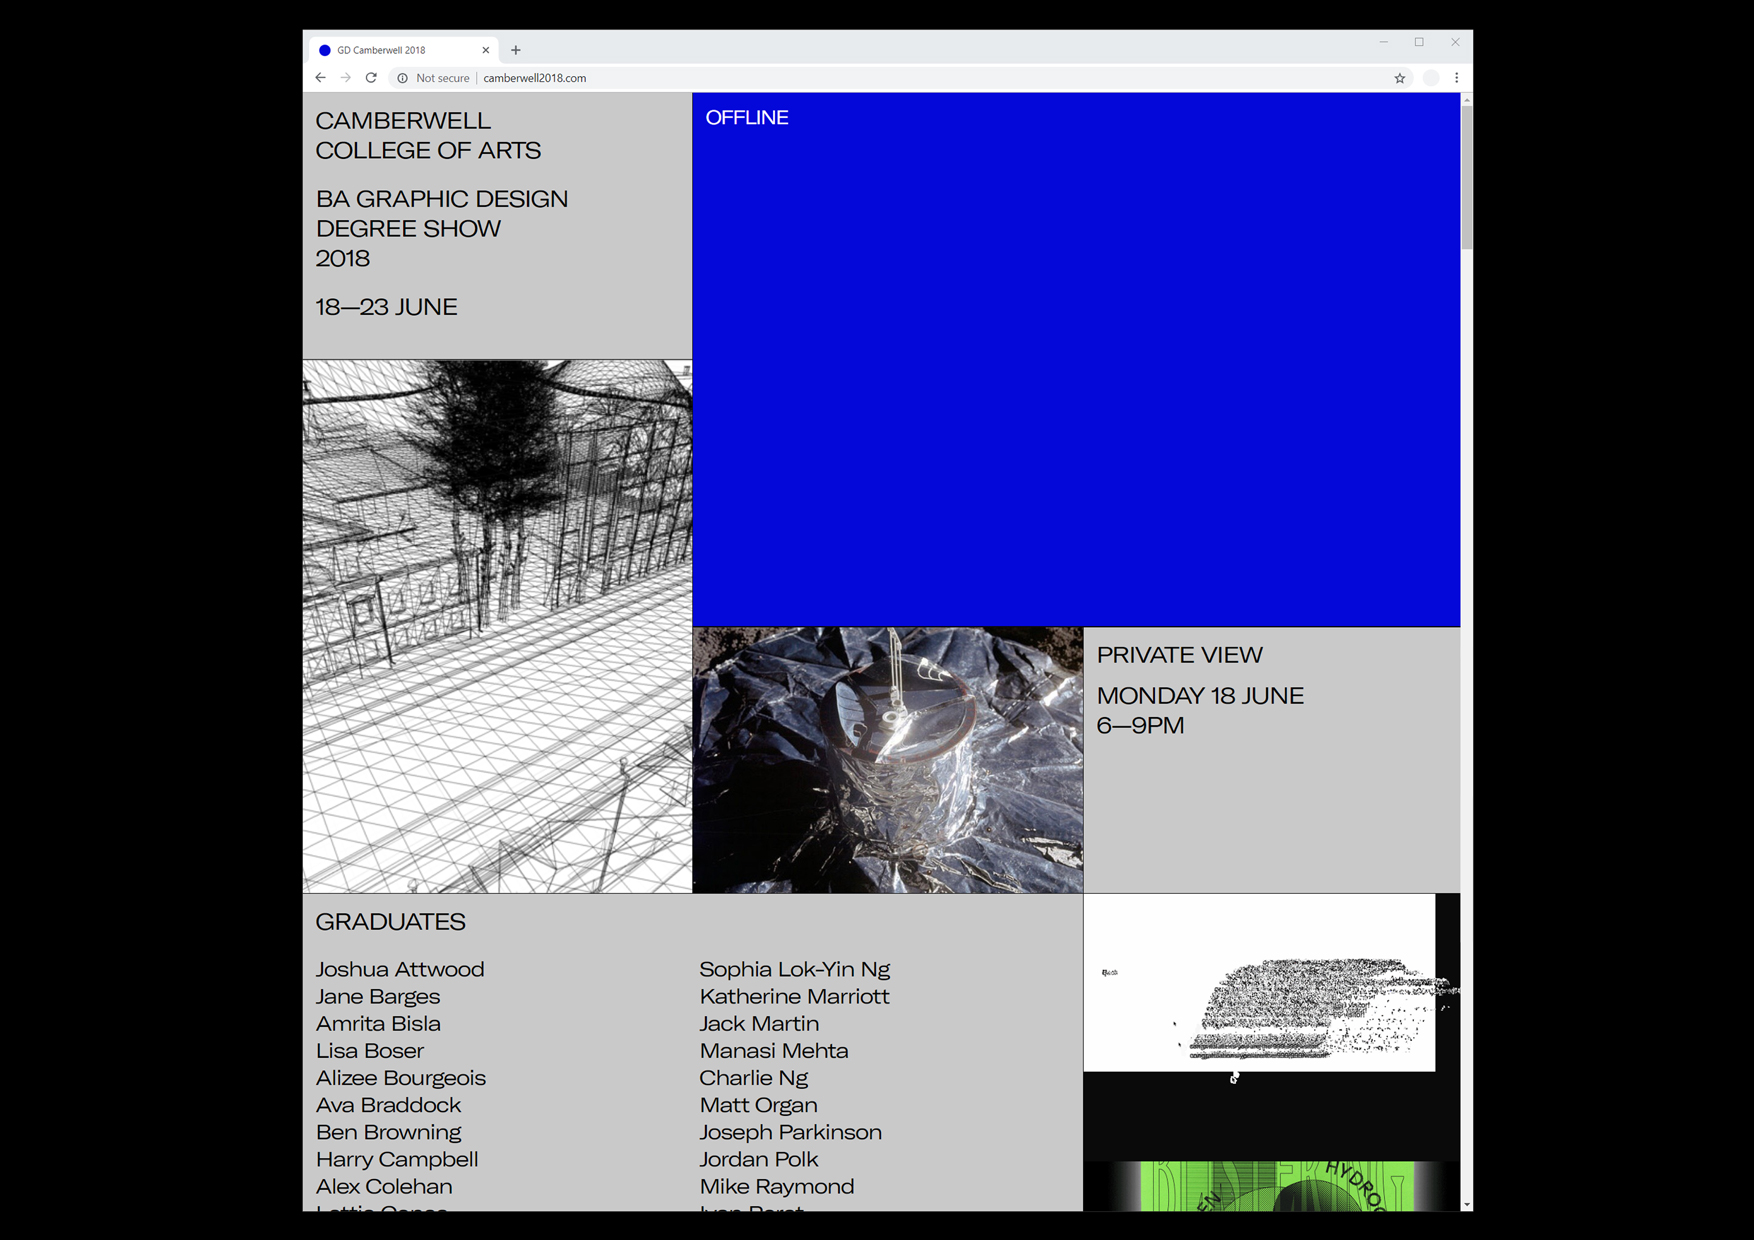 GD Camberwell 2018
Not secure
camberwell2018.com
CAMBERWELL
COLLEGE OF ARTS
BA GRAPHIC DESIGN
DEGREE SHOW
2018
18—23 JUNE
OFFLINE
PRIVATE VIEW
MONDAY 18 JUNE
6—9PM
GRADUATES
Joshua Attwood
Jane Barges
Amrita Bisla
Lisa Boser
Alizee Bourgeois
Ava Braddock
Ben Browning
Harry Campbell
Alex Colehan
Sophia Lok-Yin Ng
Katherine Marriott
Jack Martin
Manasi Mehta
Charlie Ng
Matt Organ
Joseph Parkinson
Jordan Polk
Mike Raymond